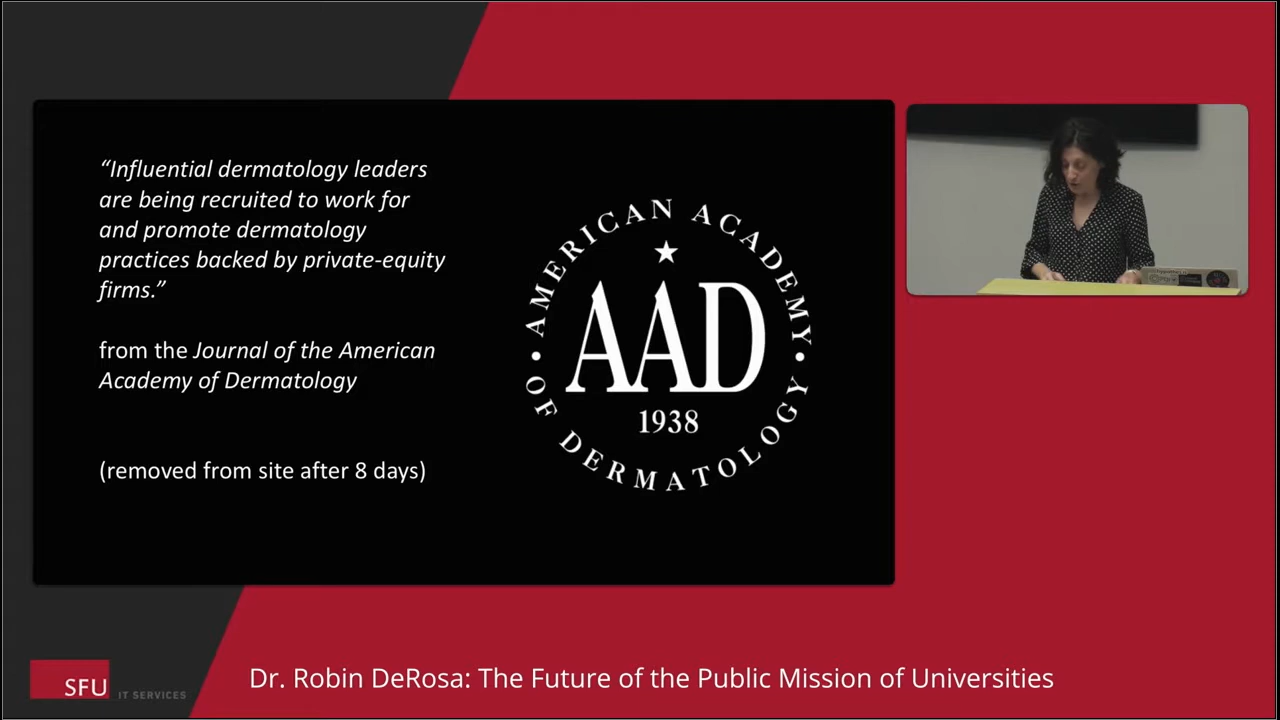 “Influential dermatology leaders
are being recruited to work for
and promote dermatology
practices backed by private-equity
firms.”
from the Journal of the American
Academy of Dermatology
(removed from site after 8 days)
AMERICAN ACADEMY
AAD
1938
• OF DERMATOLOGY •
SFU IT SERVICES
Dr. Robin DeRosa: The Future of the Public Mission of Universities